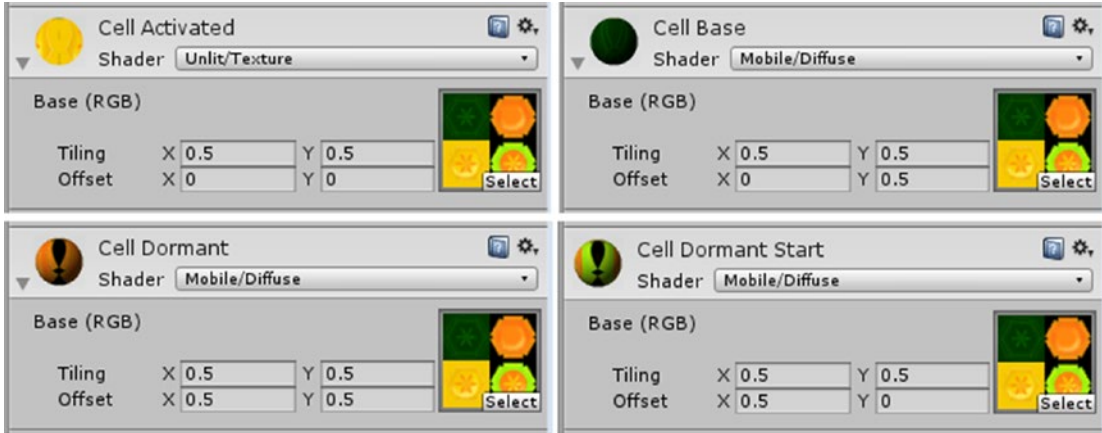 Cell Activated
Shader Unlit/Texture
Base (RGB)
Tiling X 0.5 Y 0.5
Offset X 0 Y 0
Select
Cell Base
Shader Mobile/Diffuse
Base (RGB)
Tiling X 0.5 Y 0.5
Offset X 0 Y 0.5
Select
Cell Dormant
Shader Mobile/Diffuse
Base (RGB)
Tiling X 0.5 Y 0.5
Offset X 0.5 Y 0.5
Select
Cell Dormant Start
Shader Mobile/Diffuse
Base (RGB)
Tiling X 0.5 Y 0.5
Offset X 0.5 Y 0
Select